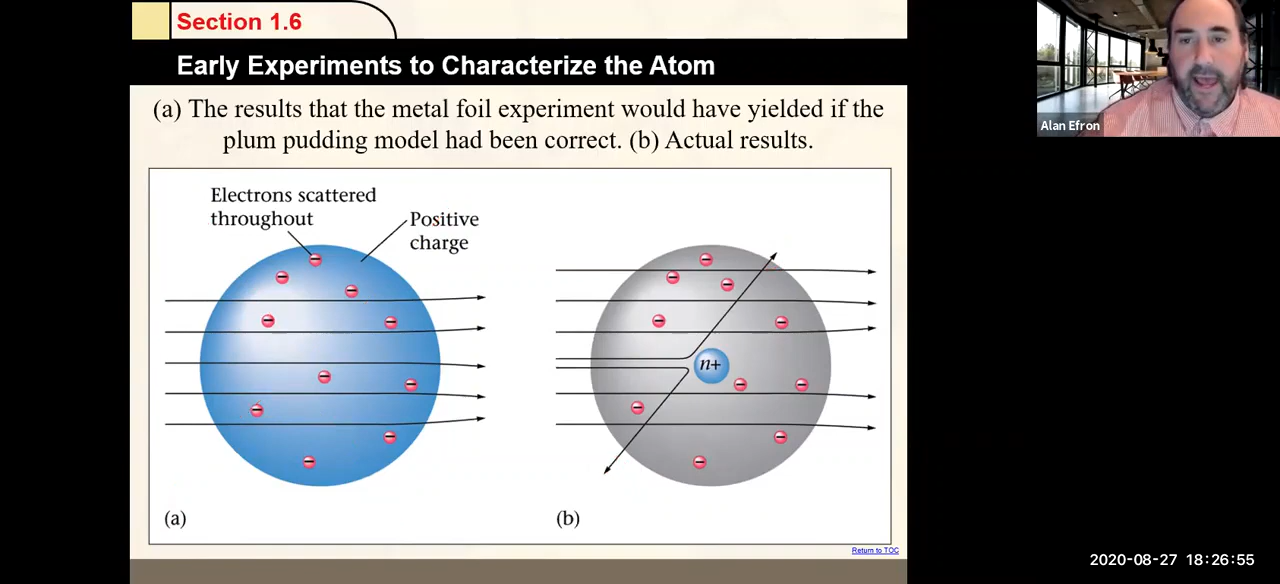 Section 1.6
Early Experiments to Characterize the Atom
(a) The results that the metal foil experiment would have yielded if the
plum pudding model had been correct. (b) Actual results.
Electrons scattered
throughout
Positive
charge
n+
(a)
(b)
Return to TOC
Alan Efron
2020-08-27 18:26:55